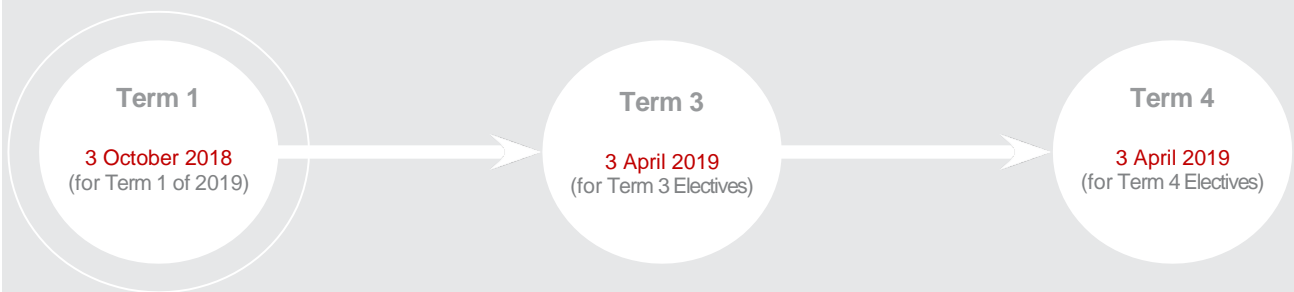 Term 1
3 October 2018
(for Term 1 of 2019)
Term 3
3 April 2019
(for Term 3 Electives)
Term 4
3 April 2019
(for Term 4 Electives)